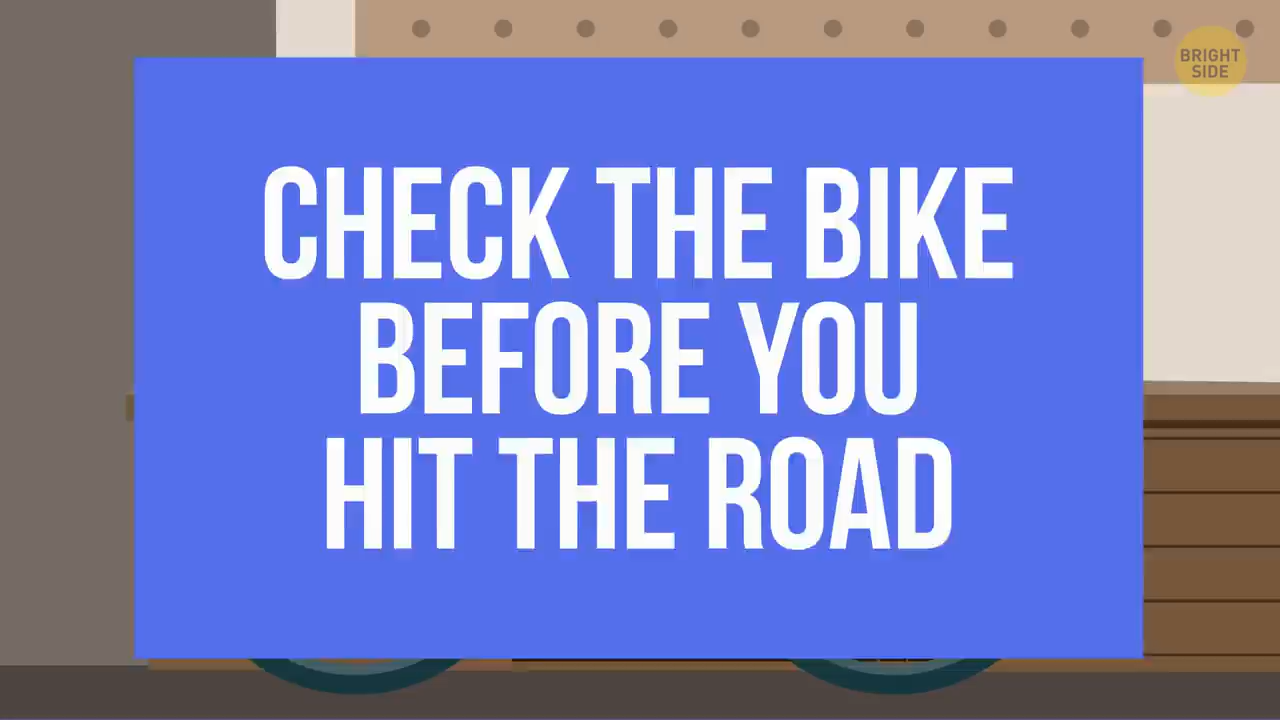 BRIGHT
SIDE
CHECK THE BIKE
BEFORE YOU
HIT THE ROAD